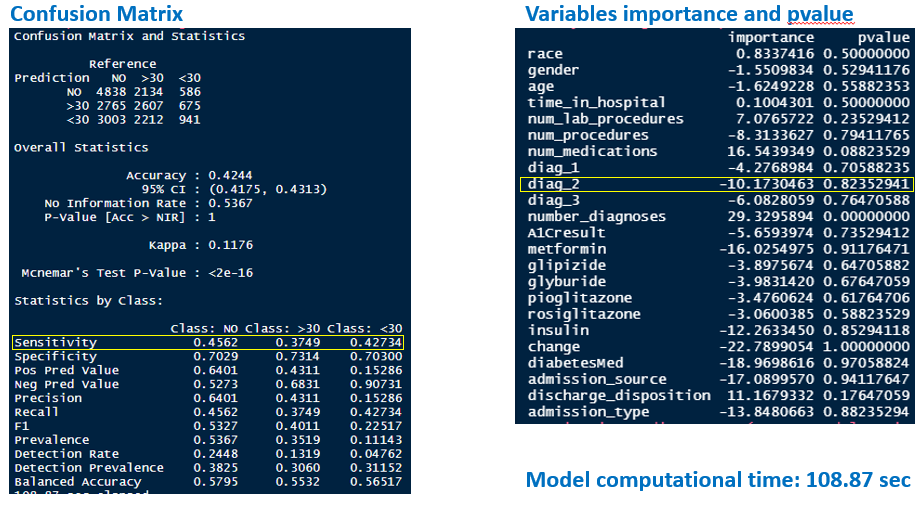 Confusion Matrix
Confusion Matrix and Statistics
Reference
Prediction NO >30 <30
NO 4838 2134 586
>30 2765 2607 675
<30 3003 2212 941
Overall Statistics
Accuracy : 0.4244
95% CI : (0.4175, 0.4313)
No Information Rate : 0.5367
P-Value [Acc > NIR] : 1
Kappa : 0.1176
Mcnemar's Test P-Value : <2e-16
Statistics by Class:
Class: NO Class: >30 Class: <30
Sensitivity 0.4562 0.3749 0.42734
Specificity 0.7029 0.7314 0.70300
Pos Pred Value 0.6401 0.4311 0.15286
Neg Pred Value 0.5273 0.6831 0.90731
Precision 0.6401 0.4311 0.15286
Recall 0.4562 0.3749 0.42734
F1 0.5327 0.4011 0.22517
Prevalence 0.5367 0.3519 0.11143
Detection Rate 0.2448 0.1319 0.04762
Detection Prevalence 0.3825 0.3060 0.31152
Balanced Accuracy 0.5795 0.5532 0.56517
Variables importance and pvalue
importance pvalue
race 0.8337416 0.50000000
gender -1.5509834 0.52941176
age -1.6249228 0.55882353
time_in_hospital 0.1004301 0.50000000
num_lab_procedures 7.0765722 0.23529412
num_procedures -8.3133627 0.79411765
num_medications 16.5439349 0.08823529
diag_1 -4.2768984 0.70588235
diag_2 -10.1730463 0.82352941
diag_3 -6.0828059 0.76470588
number_diagnoses 29.3295894 0.00000000
A1Cresult -5.6593974 0.73529412
metformin -16.0254975 0.91176471
glipizide -3.8975674 0.64705882
glyburide -3.9831420 0.67647059
pioglitazone -3.4760624 0.61764706
rosiglitazone -3.0600385 0.58823529
insulin -12.2633450 0.85294118
change -22.7899054 1.00000000
diabetesMed -18.9698616 0.97058824
admission_source -17.0899570 0.94117647
discharge_disposition 11.1679332 0.17647059
admission_type -13.8480663 0.88235294
Model computational time: 108.87 sec